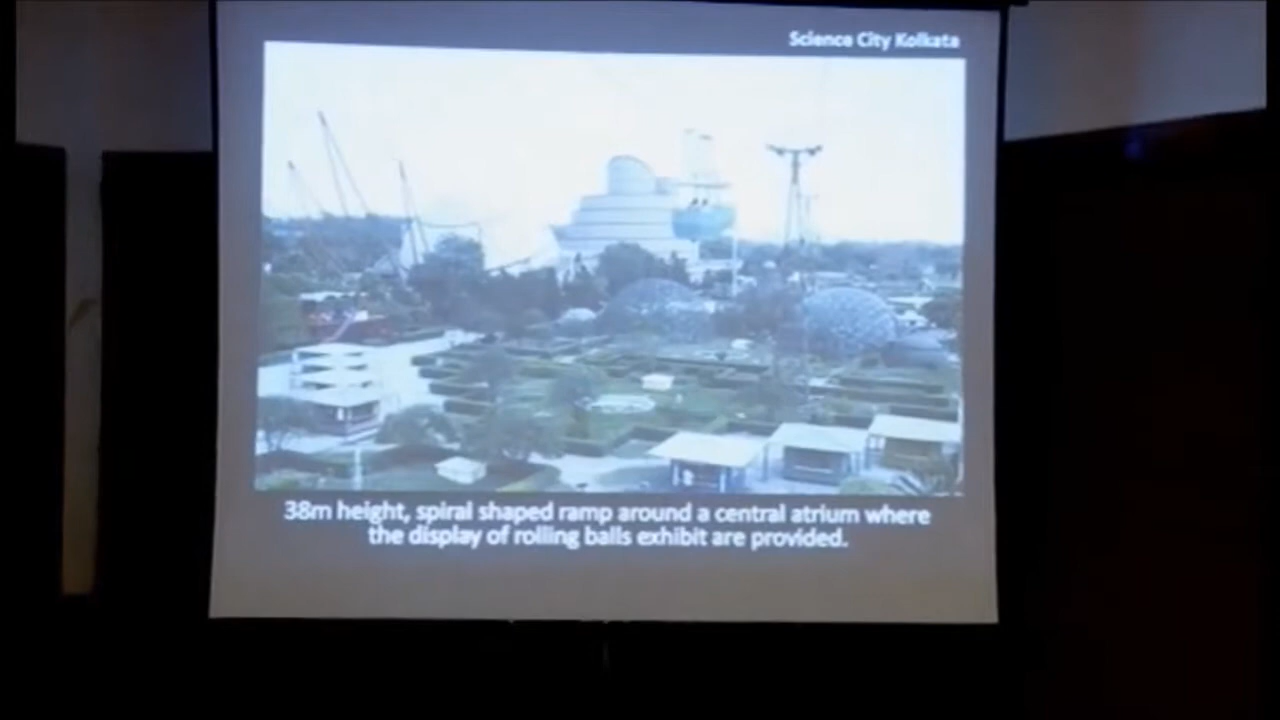 Science City Kolkata
38m height, spiral shaped ramp around a central atrium where
the display of rolling balls exhibit are provided.